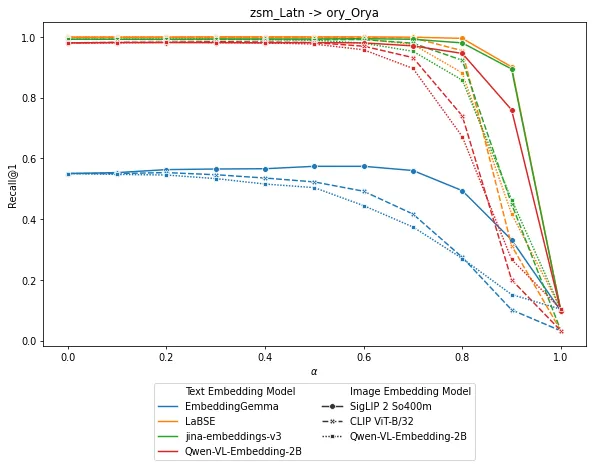 zsm_Latn -> ory_Orya
Recall@1
1.0
0.8
0.6
0.4
0.2
0.0
0.0 0.2 0.4 0.6 0.8 1.0
α
Text Embedding Model
EmbeddingGemma
LaBSE
jina-embeddings-v3
Qwen-VL-Embedding-2B
Image Embedding Model
SigLIP 2 So400m
CLIP ViT-B/32
Qwen-VL-Embedding-2B